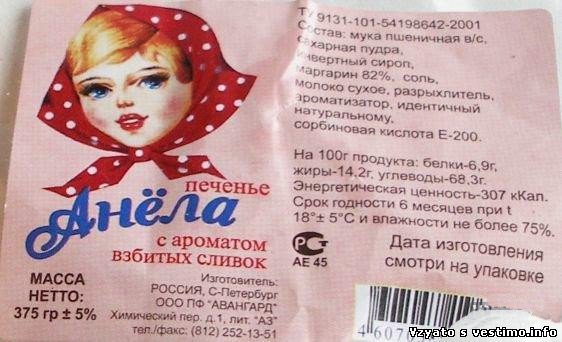 печенье
Анёла
с ароматом
взбитых сливок
МАССА
НЕТТО:
375 гр ± 5%
Изготовитель:
РОССИЯ, С-Петербург
ООО ПФ "АВАНГАРД"
Химический пер. д.1, лит. "АЗ"
тел./факс: (812) 252-13-51
ТУ 9131-101-54198642-2001
Состав: мука пшеничная в/с,
сахарная пудра,
инвертный сироп,
маргарин 82%, соль,
молоко сухое, разрыхлитель,
ароматизатор, идентичный
натуральному,
сорбиновая кислота Е-200.
На 100г продукта: белки-6,9г,
жиры-14,2г, углеводы-68,3г.
Энергетическая ценность-307 кКал.
Срок годности 6 месяцев при t
18°± 5°С и влажности не более 75%.
АЕ 45
Дата изготовления
смотри на упаковке
4 607
Vzyato s vestimo.info